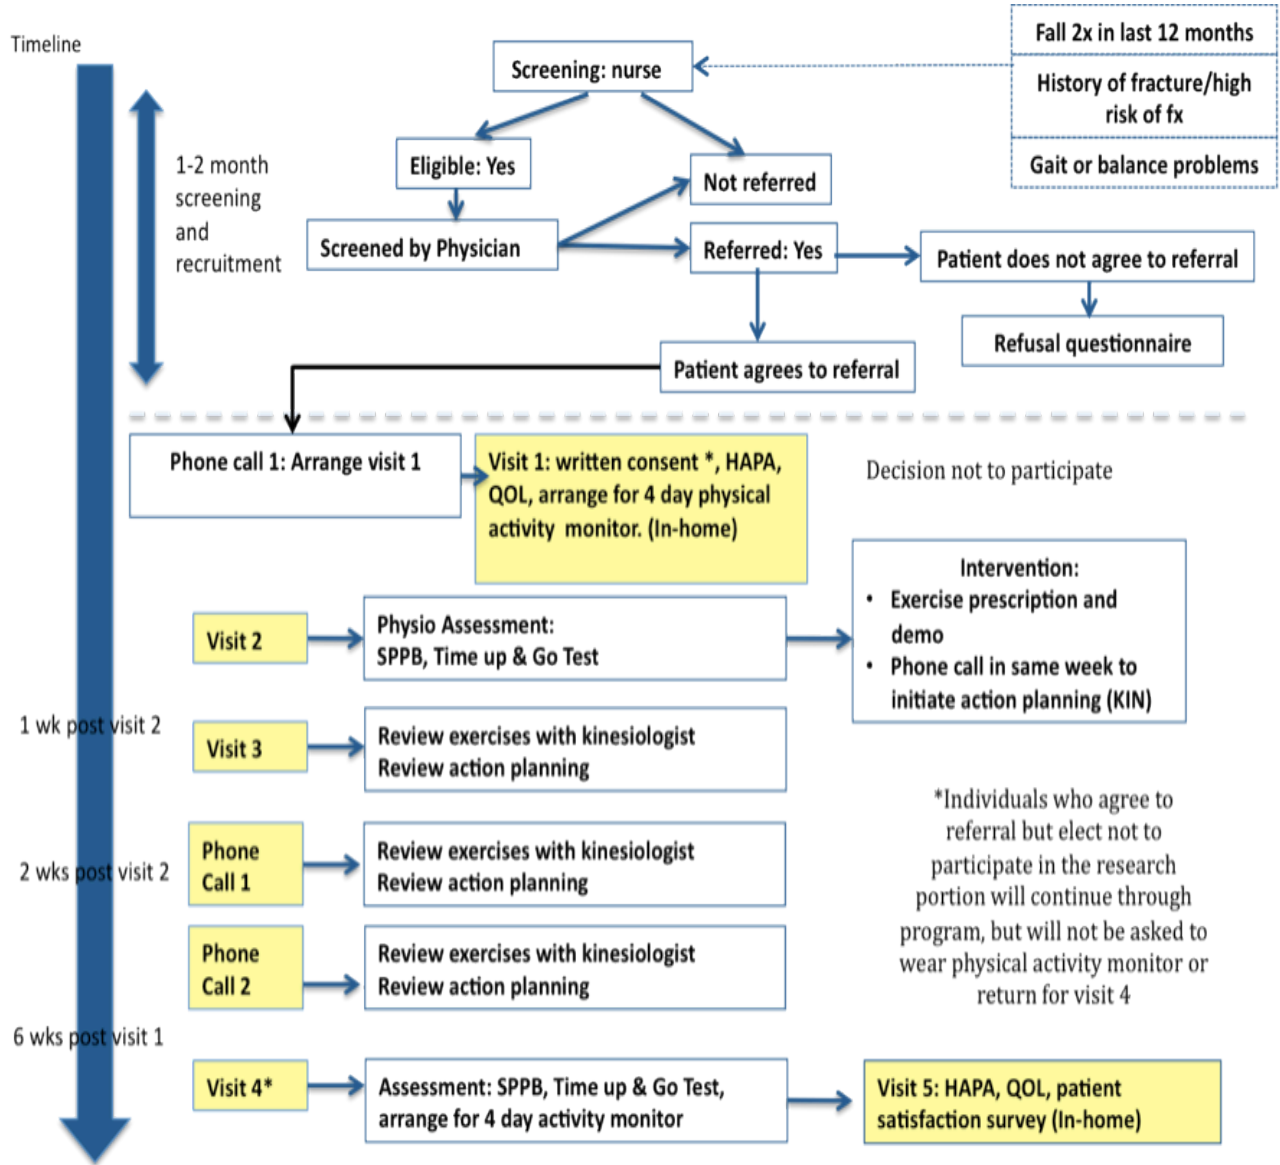 Timeline
Fall 2x in last 12 months
Screening: nurse
History of fracture/high
risk of fx
Gait or balance problems
1-2 month
screening
and
recruitment
Eligible: Yes
Not referred
Screened by Physician
Referred: Yes
Patient does not agree to referral
Refusal questionnaire
Patient agrees to referral
Phone call 1: Arrange visit 1
Visit 1: written consent *, HAPA,
QOL, arrange for 4 day physical
activity monitor. (In-home)
Decision not to participate
Intervention:
• Exercise prescription and
demo
• Phone call in same week to
initiate action planning (KIN)
Visit 2
Physio Assessment:
SPPB, Time up & Go Test
1 wk post visit 2
Visit 3
Review exercises with kinesiologist
Review action planning
2 wks post visit 2
Phone
Call 1
Review exercises with kinesiologist
Review action planning
Phone
Call 2
Review exercises with kinesiologist
Review action planning
*Individuals who agree to
referral but elect not to
participate in the research
portion will continue through
program, but will not be asked to
wear physical activity monitor or
return for visit 4
6 wks post visit 1
Visit 4*
Assessment: SPPB, Time up & Go Test,
arrange for 4 day activity monitor
Visit 5: HAPA, QOL, patient
satisfaction survey (In-home)